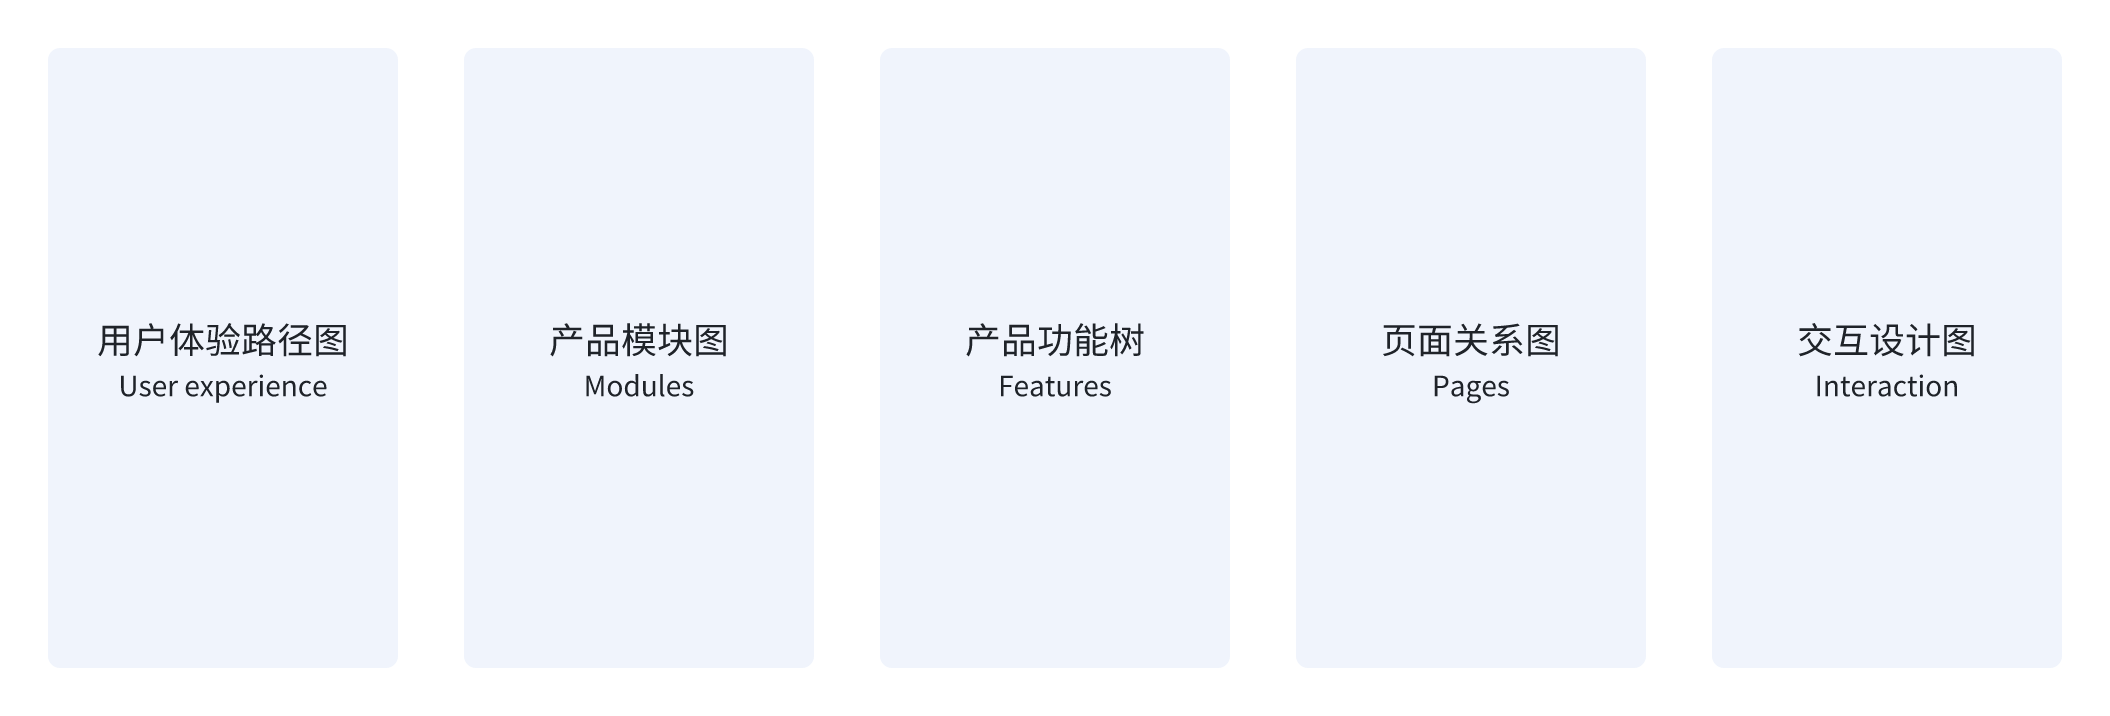 用户体验路径图
User experience
产品模块图
Modules
产品功能树
Features
页面关系图
Pages
交互设计图
Interaction